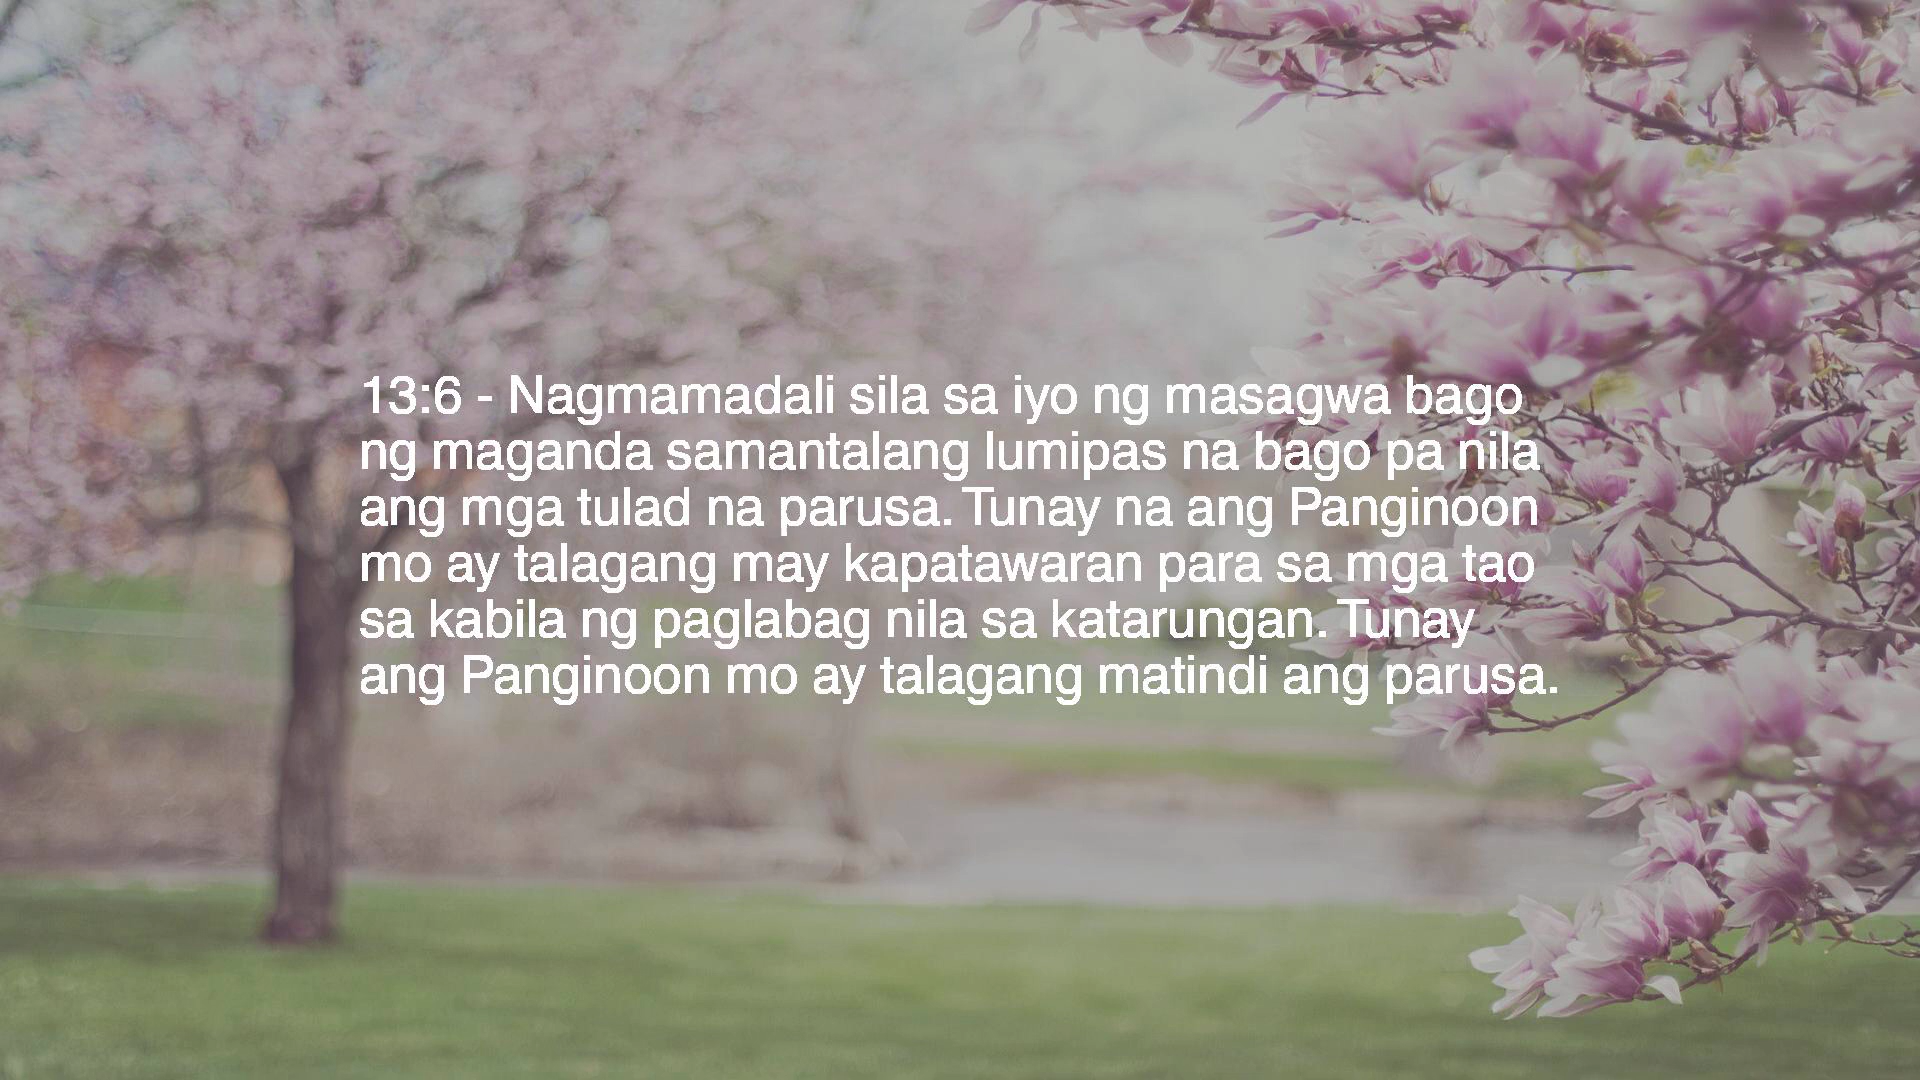 13:6 - Nagmamadali sila sa iyo ng masagwa bago
ng maganda samantalang lumipas na bago pa nila
ang mga tulad na parusa. Tunay na ang Panginoon
mo ay talagang may kapatawaran para sa mga tao
sa kabila ng paglabag nila sa katarungan. Tunay
ang Panginoon mo ay talagang matindi ang parusa.